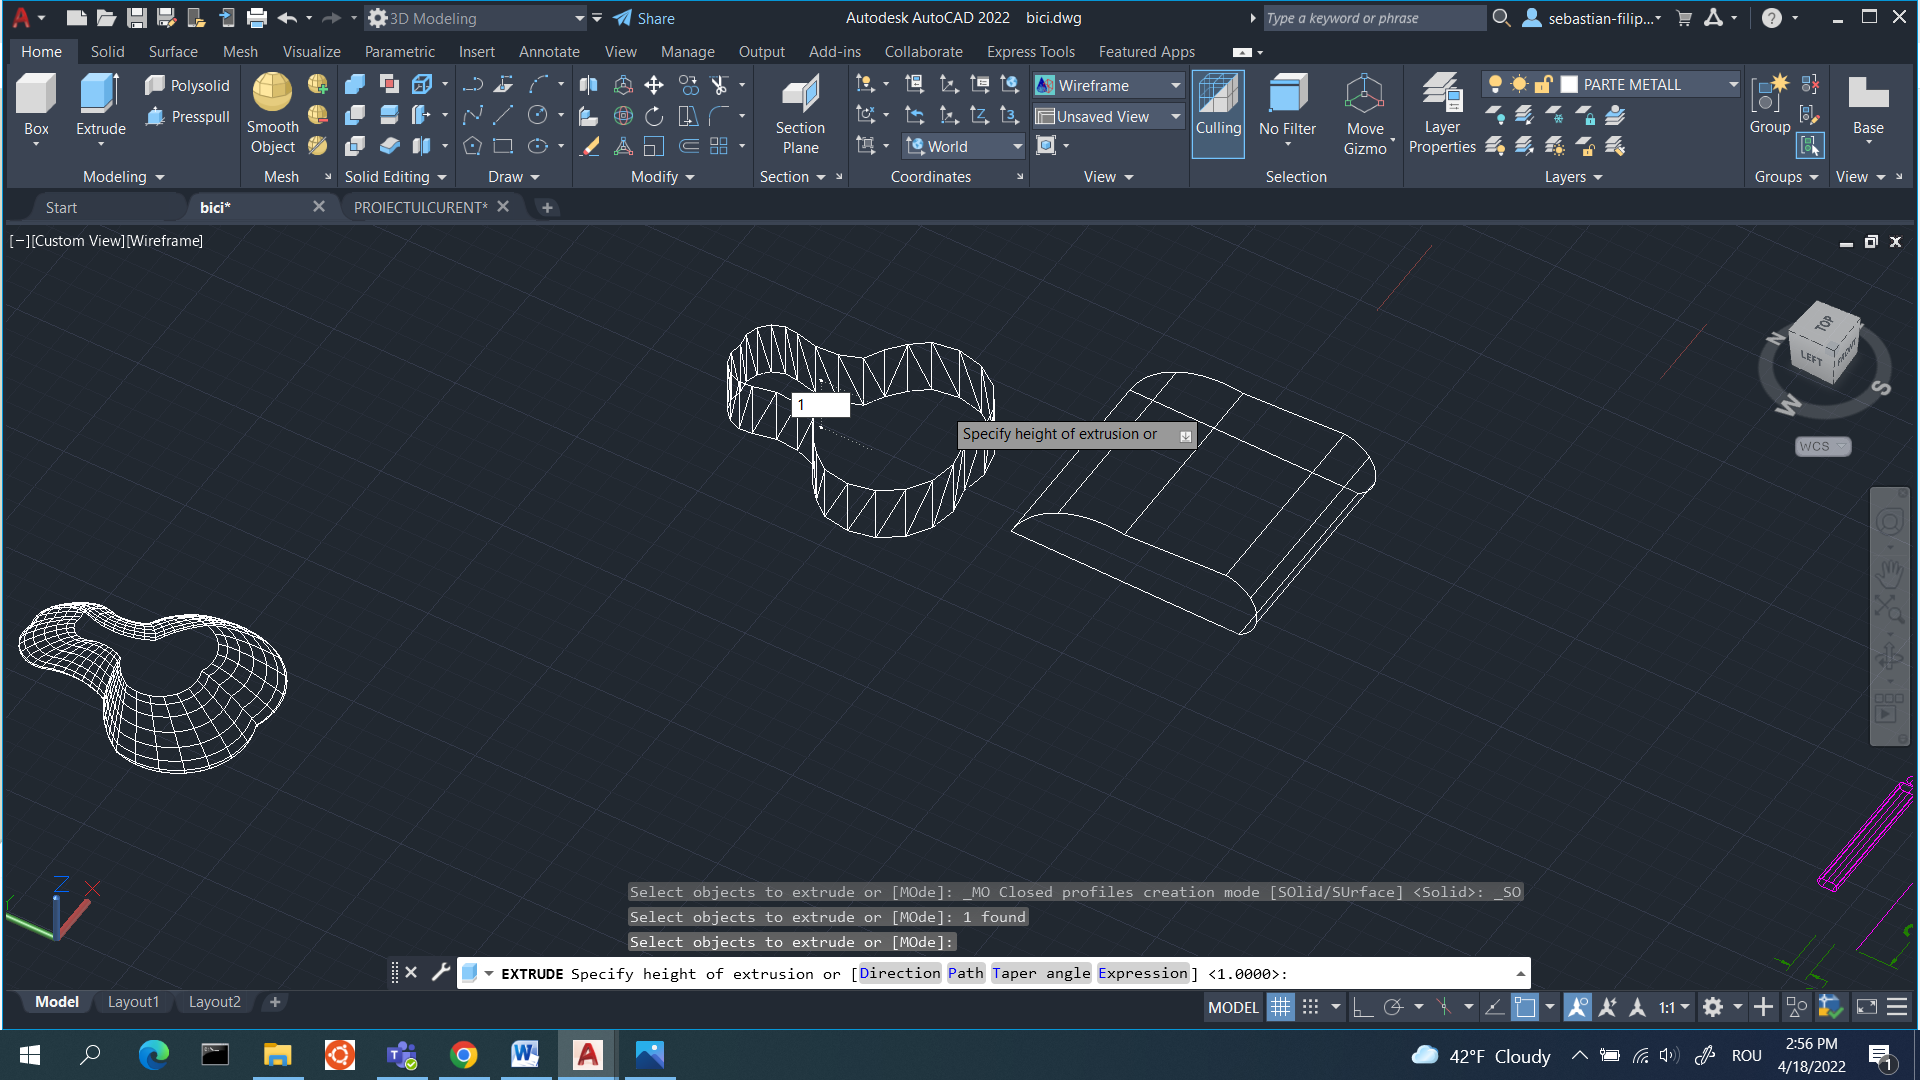 3D Modeling
Share
Autodesk AutoCAD 2022 bici.dwg
Type a keyword or phrase
sebastian-filip...
Home Solid Surface Mesh Visualize Parametric Insert Annotate View Manage Output Add-ins Collaborate Express Tools Featured Apps
Box
Extrude
Polysolid
Presspull
Smooth Object
Section Plane
World
Wireframe
Unsaved View
Culling
No Filter
Move Gizmo
Layer Properties
PARTE METALL
Group
Base
Modeling
Mesh
Solid Editing
Draw
Modify
Section
Coordinates
View
Selection
Layers
Groups
View
Start
bici*
PROIECTULCURENT*
[−][Custom View][Wireframe]
TOP
LEFT
FRONT
N
S
W
WCS
1
Specify height of extrusion or
Z
X
Select objects to extrude or [MOde]: _MO Closed profiles creation mode [SOlid/SUrface] <Solid>: _SO
Select objects to extrude or [MOde]: 1 found
Select objects to extrude or [MOde]:
EXTRUDE Specify height of extrusion or [Direction Path Taper angle Expression] <1.0000>:
Model
Layout1
Layout2
MODEL
1:1
42°F Cloudy
ROU
2:56 PM
4/18/2022
1